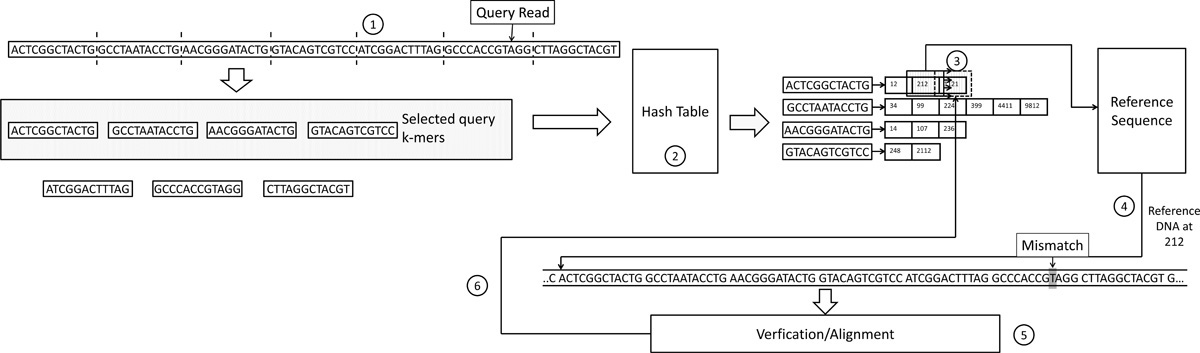 Query Read
1
ACTCGGCTACTG GCCTAATACCTG AACGGGATACTG GTACAGTCGTCC ATCGGACTTTAG GCCCACCGTAGG CTTAGGCTACGT
ACTCGGCTACTG GCCTAATACCTG AACGGGATACTG GTACAGTCGTCC
Selected query
k-mers
ATCGGACTTTAG GCCCACCGTAGG CTTAGGCTACGT
Hash Table
2
3
ACTCGGCTACTG 12 212
GCCTAATACCTG 34 99 224 399 4411 9812
AACGGGATACTG 14 107 236
GTACAGTCGTCC 248 2112
Reference
Sequence
4
Reference
DNA at
212
Mismatch
6
..C ACTCGGCTACTG GCCTAATACCTG AACGGGATACTG GTACAGTCGTCC ATCGGACTTTAG GCCCACCGTAGG CTTAGGCTACGT G...
Verfication/Alignment
5